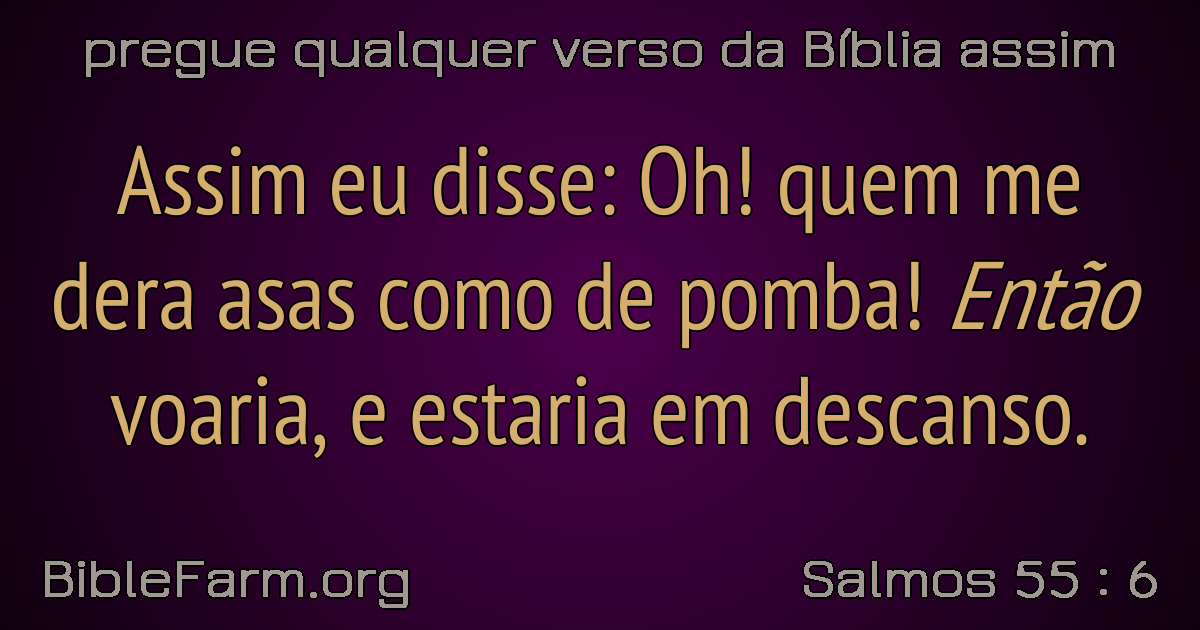 pregue qualquer verso da Bíblia assim
Assim eu disse: Oh! quem me
dera asas como de pomba! Então
voaria, e estaria em descanso.
BibleFarm.org
Salmos 55 : 6